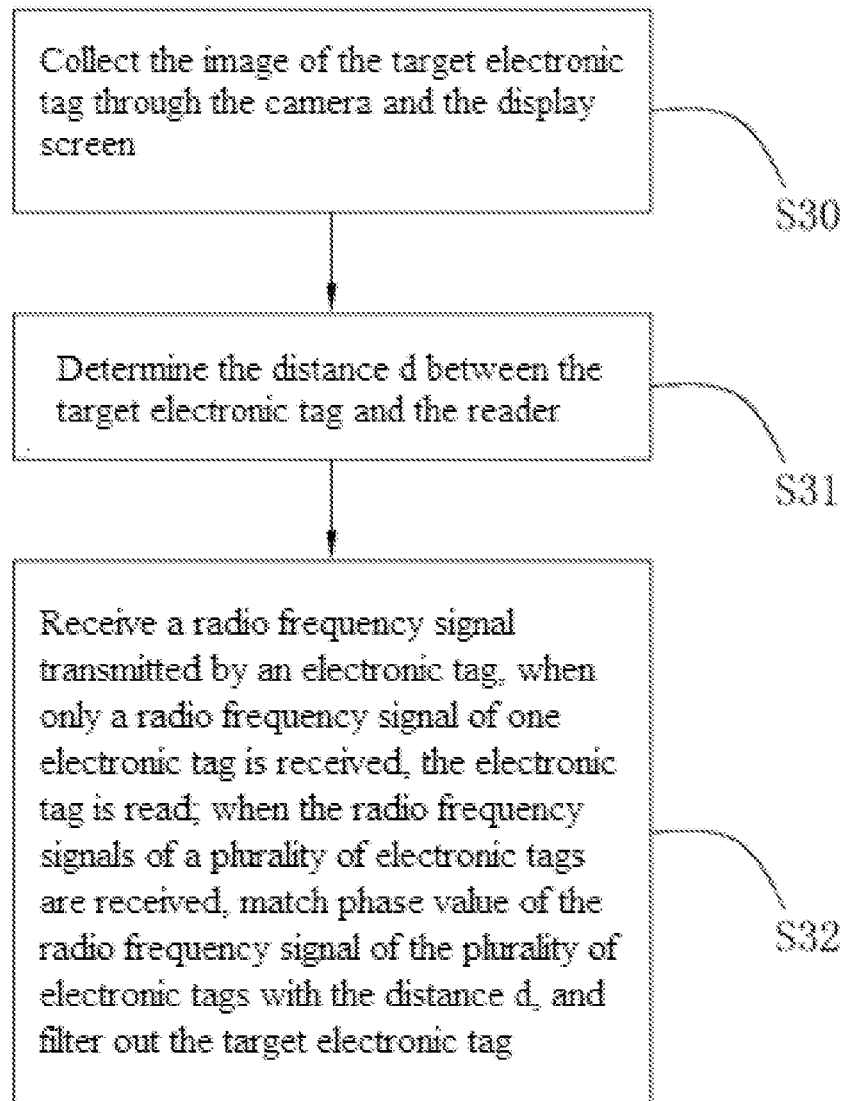 Collect the image of the target electronic
tag through the camera and the display
screen
S30
Determine the distance d between the
target electronic tag and the reader
S31
Receive a radio frequency signal
transmitted by an electronic tag, when
only a radio frequency signal of one
electronic tag is received, the electronic
tag is read; when the radio frequency
signals of a plurality of electronic tags
are received, match phase value of the
radio frequency signal of the plurality of
electronic tags with the distance d, and
filter out the target electronic tag
S32